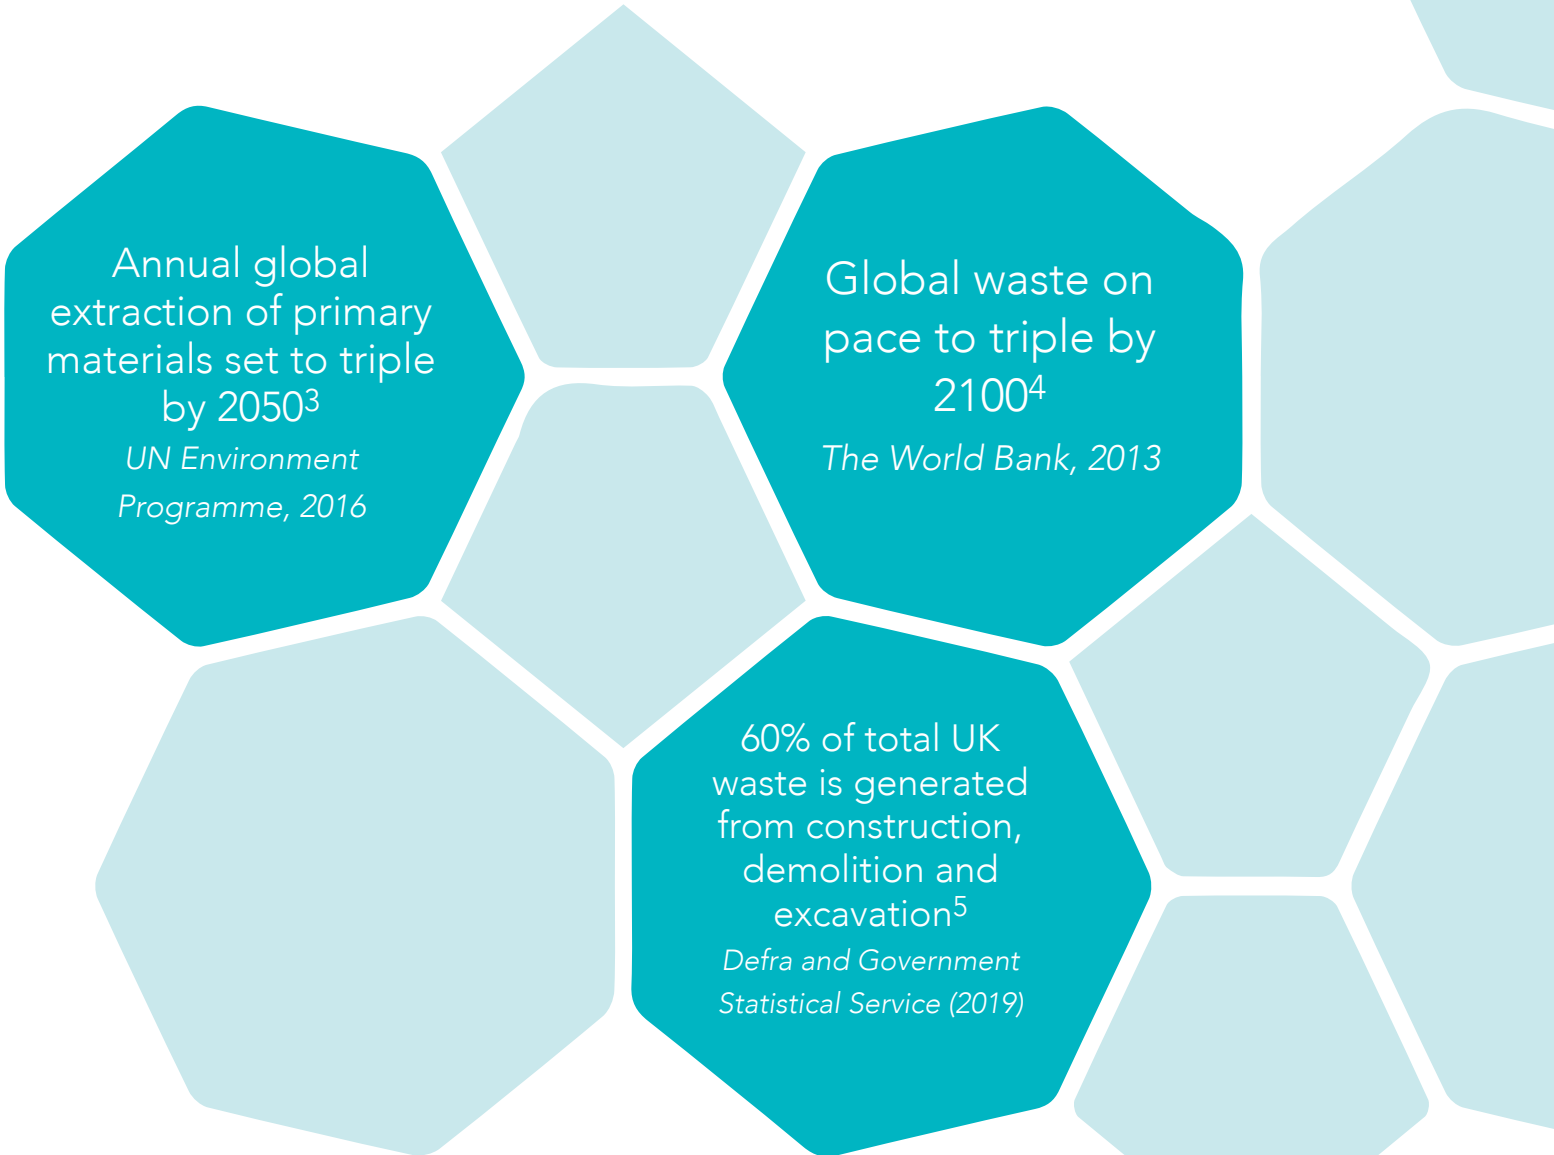 Annual global
extraction of primary
materials set to triple
by 2050³
UN Environment
Programme, 2016
Global waste on
pace to triple by
2100⁴
The World Bank, 2013
60% of total UK
waste is generated
from construction,
demolition and
excavation⁵
Defra and Government
Statistical Service (2019)